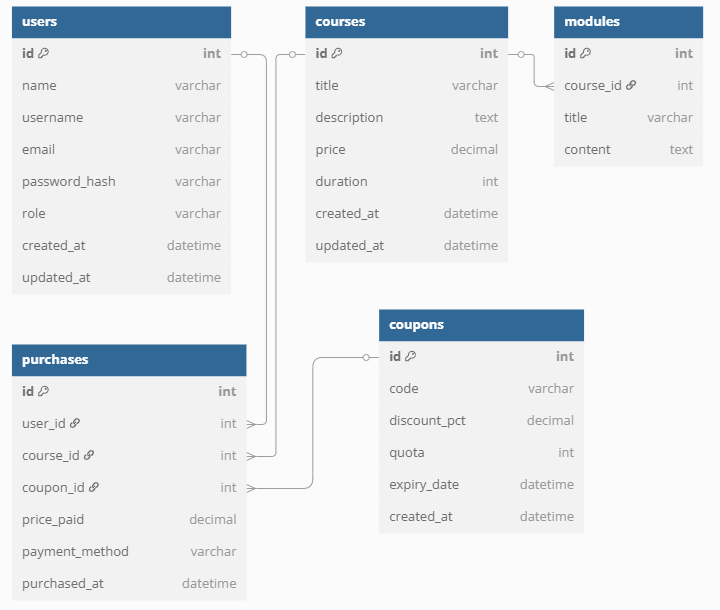 users
id int
name varchar
username varchar
email varchar
password_hash varchar
role varchar
created_at datetime
updated_at datetime
courses
id int
title varchar
description text
price decimal
duration int
created_at datetime
updated_at datetime
modules
id int
course_id int
title varchar
content text
purchases
id int
user_id int
course_id int
coupon_id int
price_paid decimal
payment_method varchar
purchased_at datetime
coupons
id int
code varchar
discount_pct decimal
quota int
expiry_date datetime
created_at datetime